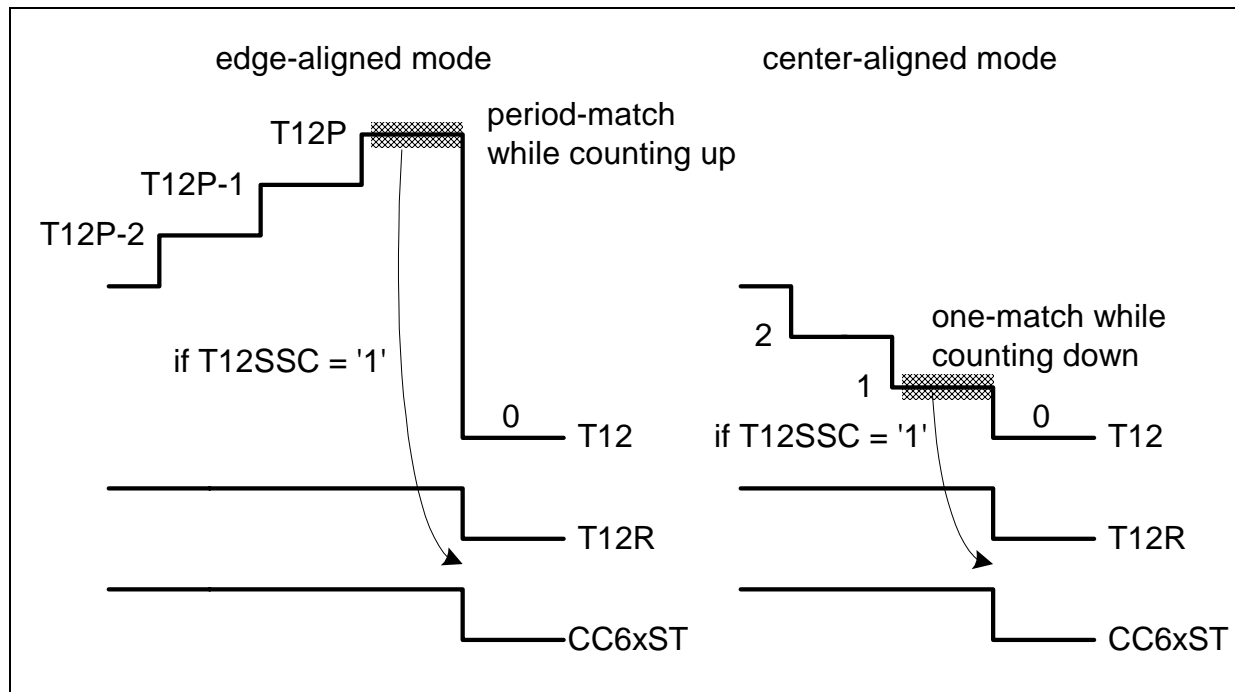 edge-aligned mode
T12P
period-match
while counting up
T12P-1
T12P-2
if T12SSC = '1'
0
T12
T12R
CC6xST
center-aligned mode
2
one-match while
counting down
1
0
if T12SSC = '1'
T12
T12R
CC6xST